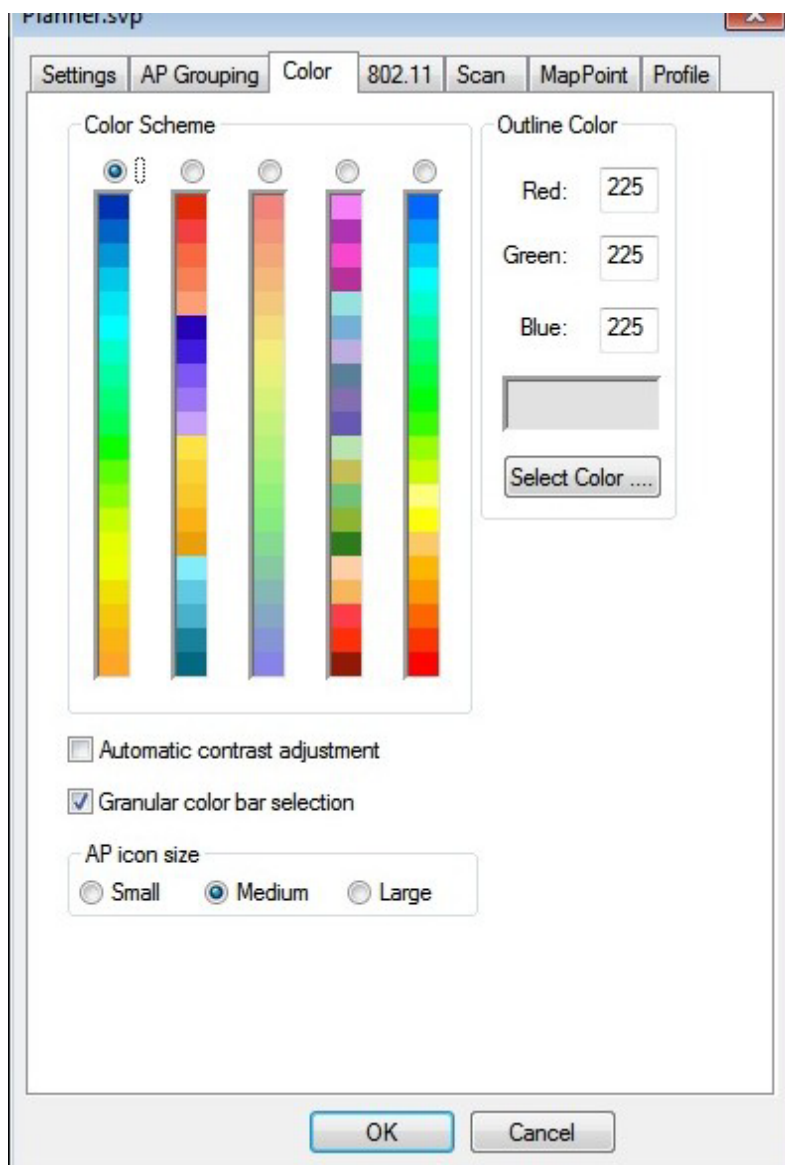 Planner.svp
Settings AP Grouping Color 802.11 Scan MapPoint Profile
Color Scheme
Outline Color
Red: 225
Green: 225
Blue: 225
Select Color ....
Automatic contrast adjustment
Granular color bar selection
AP icon size
Small Medium Large
OK Cancel